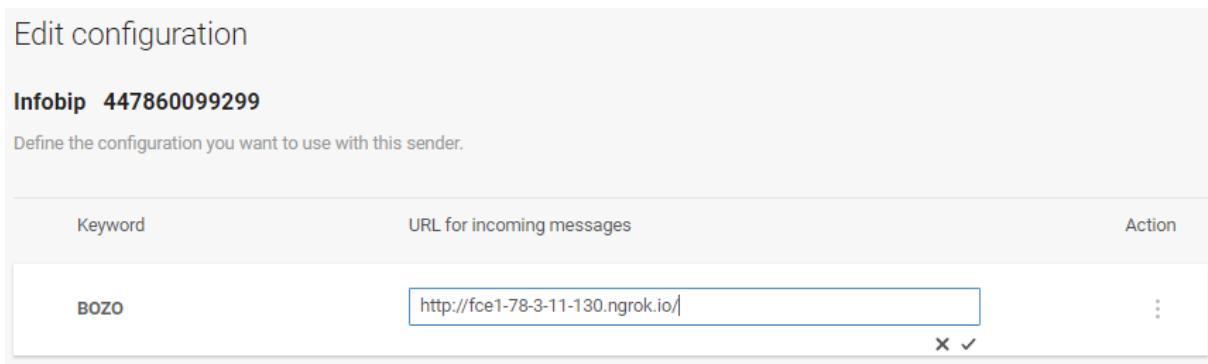 Edit configuration
Infobip 447860099299
Define the configuration you want to use with this sender.
Keyword URL for incoming messages Action
BOZO http://fce1-78-3-11-130.ngrok.io/